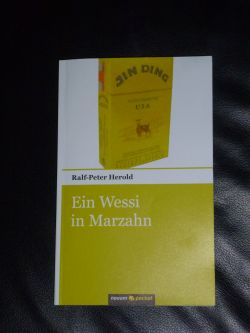 JIN DING
USA
Ralf-Peter Herold
Ein Wessi
in Marzahn
novum pocket